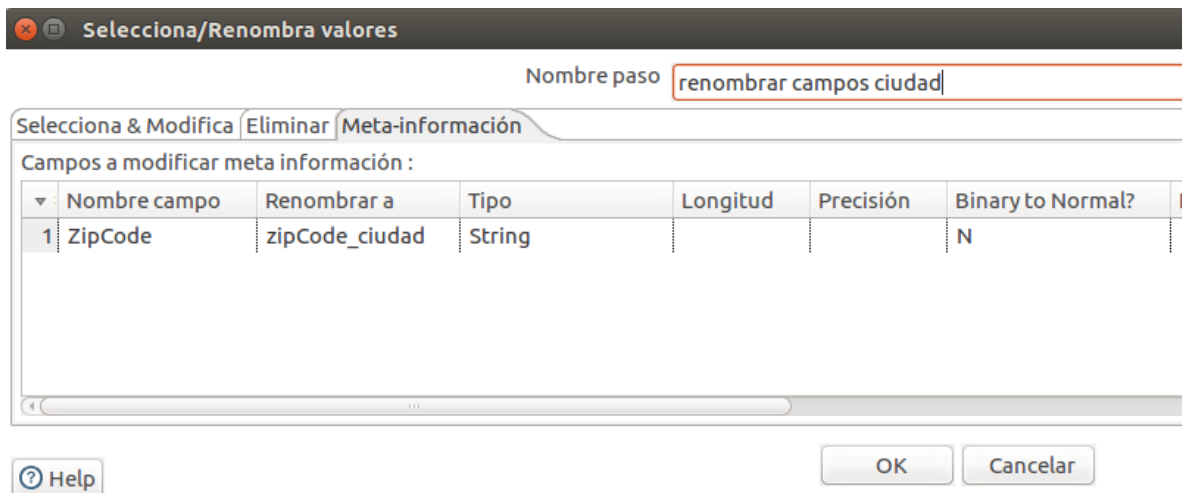 Selecciona/Renombra valores
Nombre paso renombrar campos ciudad
Selecciona & Modifica Eliminar Meta-información
Campos a modificar meta información :
Nombre campo Renombrar a Tipo Longitud Precisión Binary to Normal?
1 ZipCode zipCode_ciudad String N
OK Cancelar
Help